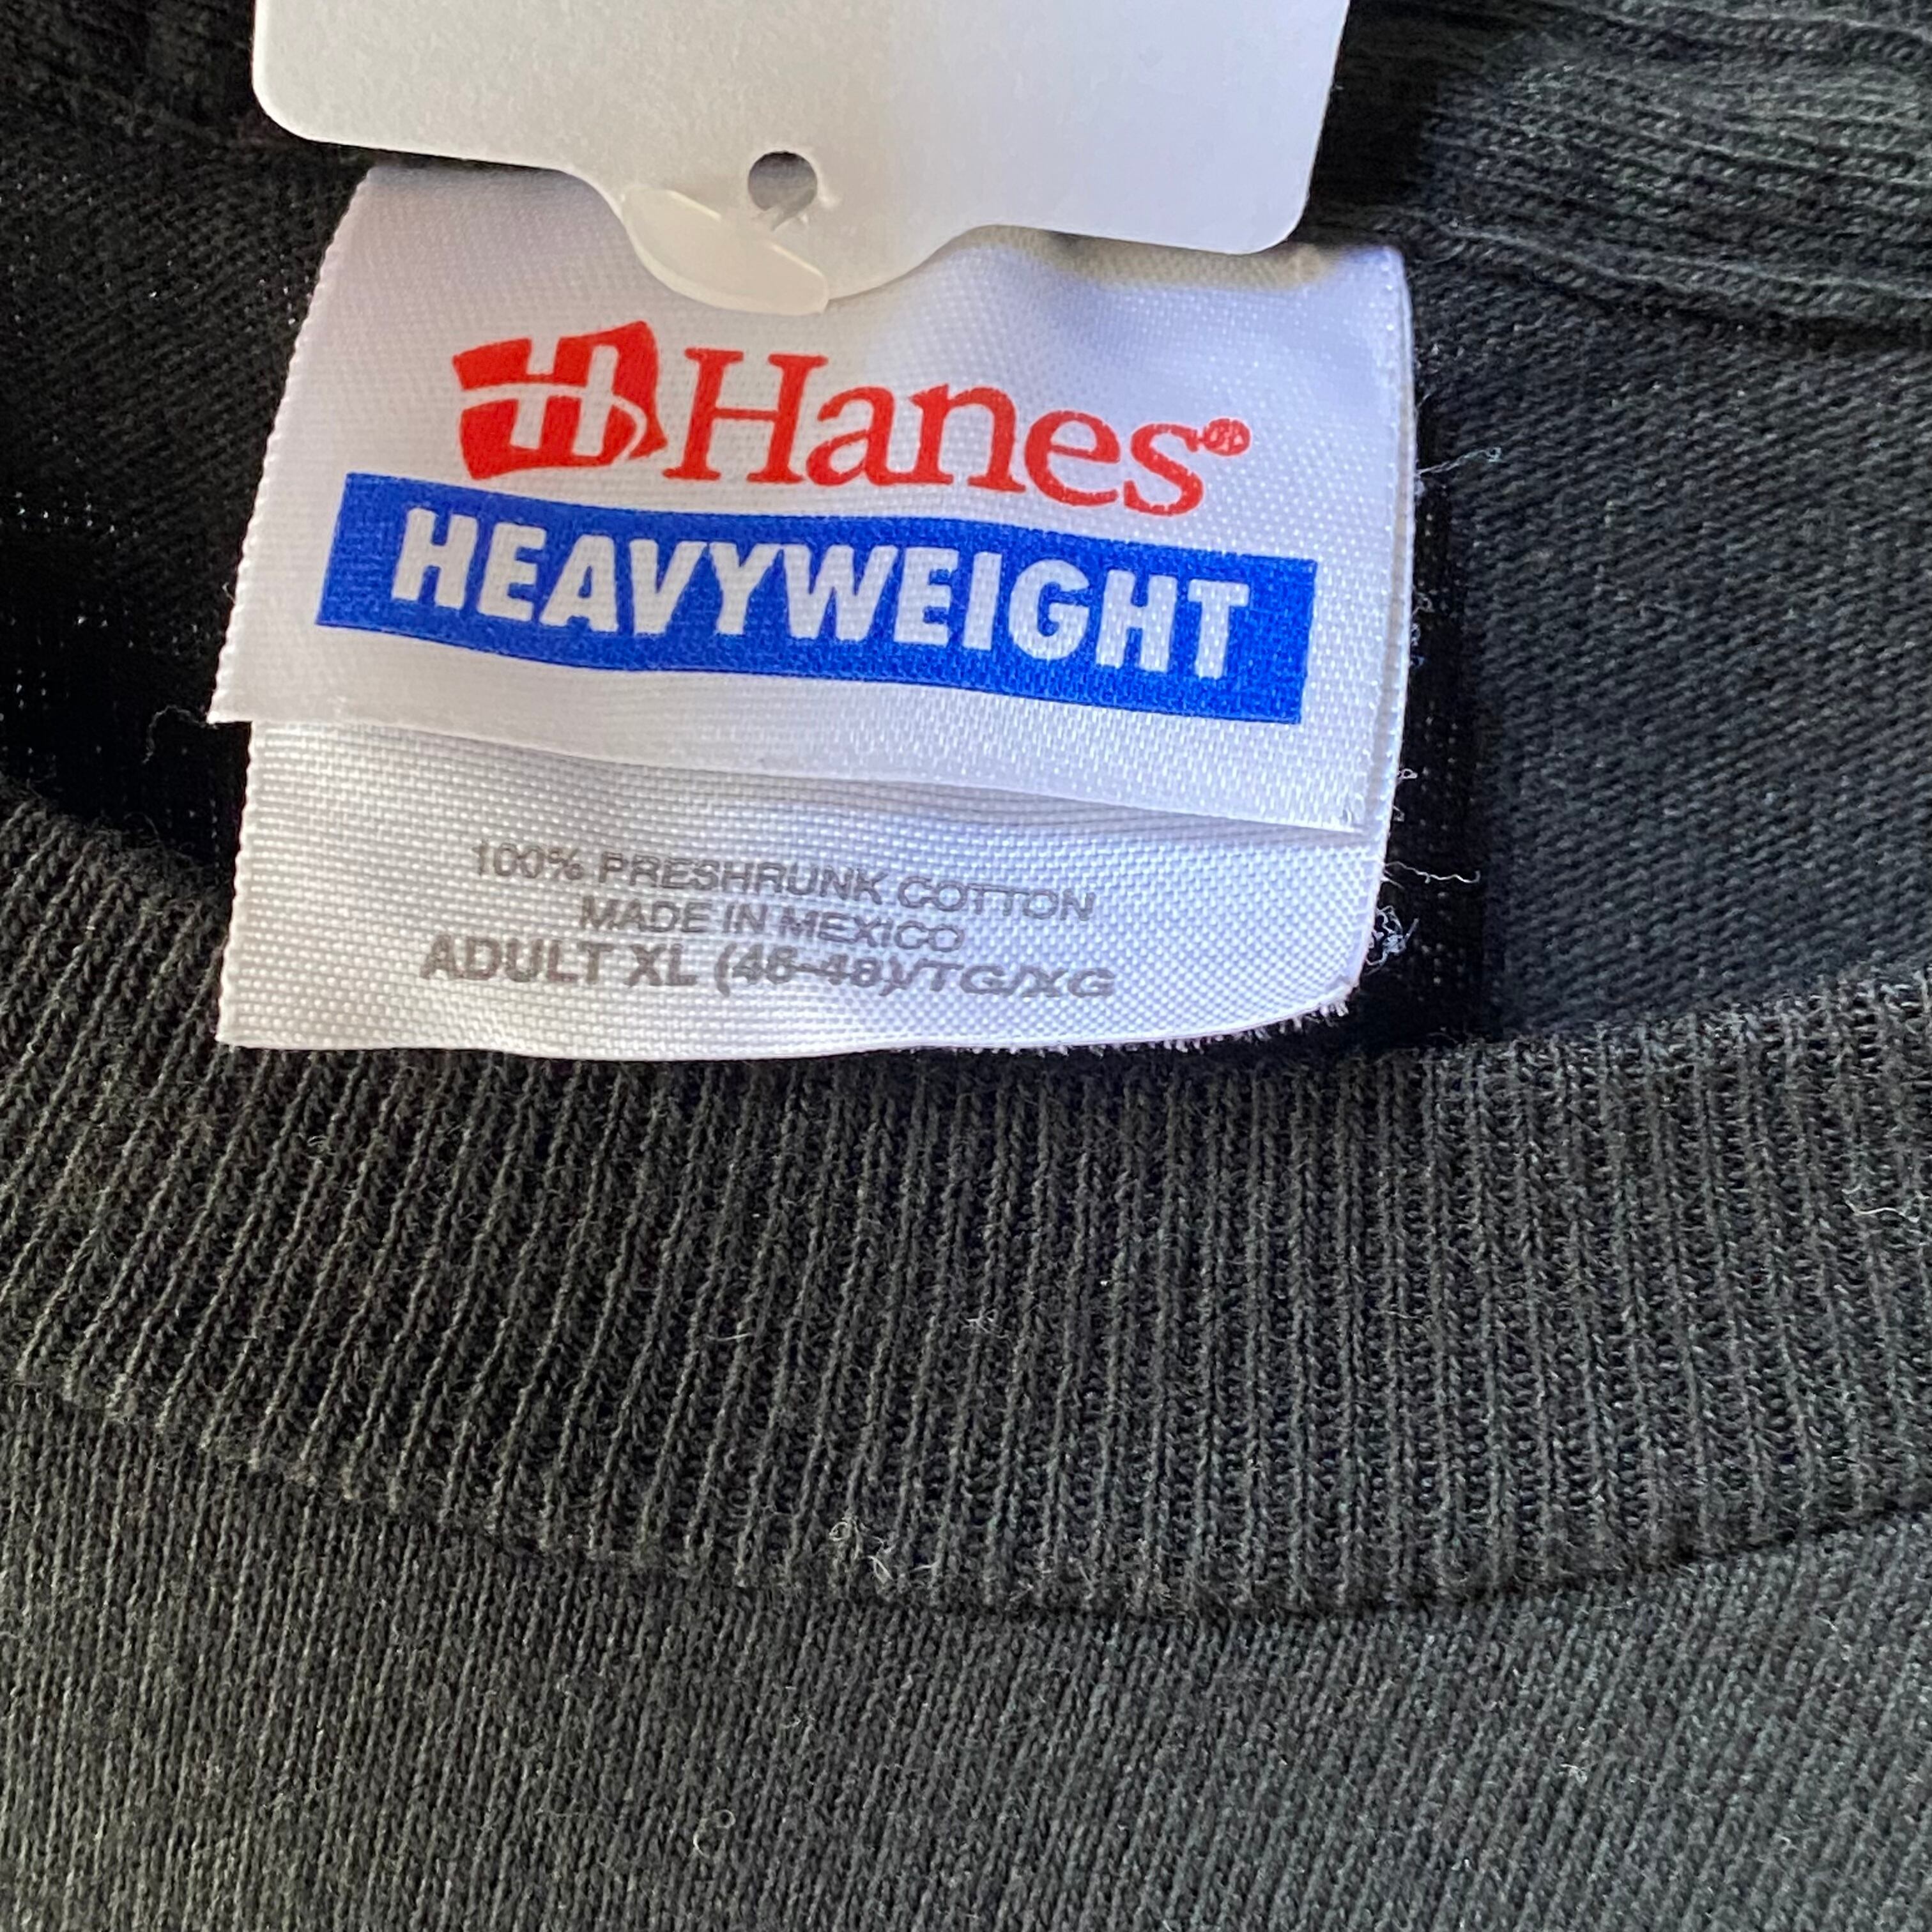 H Hanes®
HEAVYWEIGHT
100% PRESHRUNK COTTON
MADE IN MEXICO
ADULT XL (46-48)/TG/XG